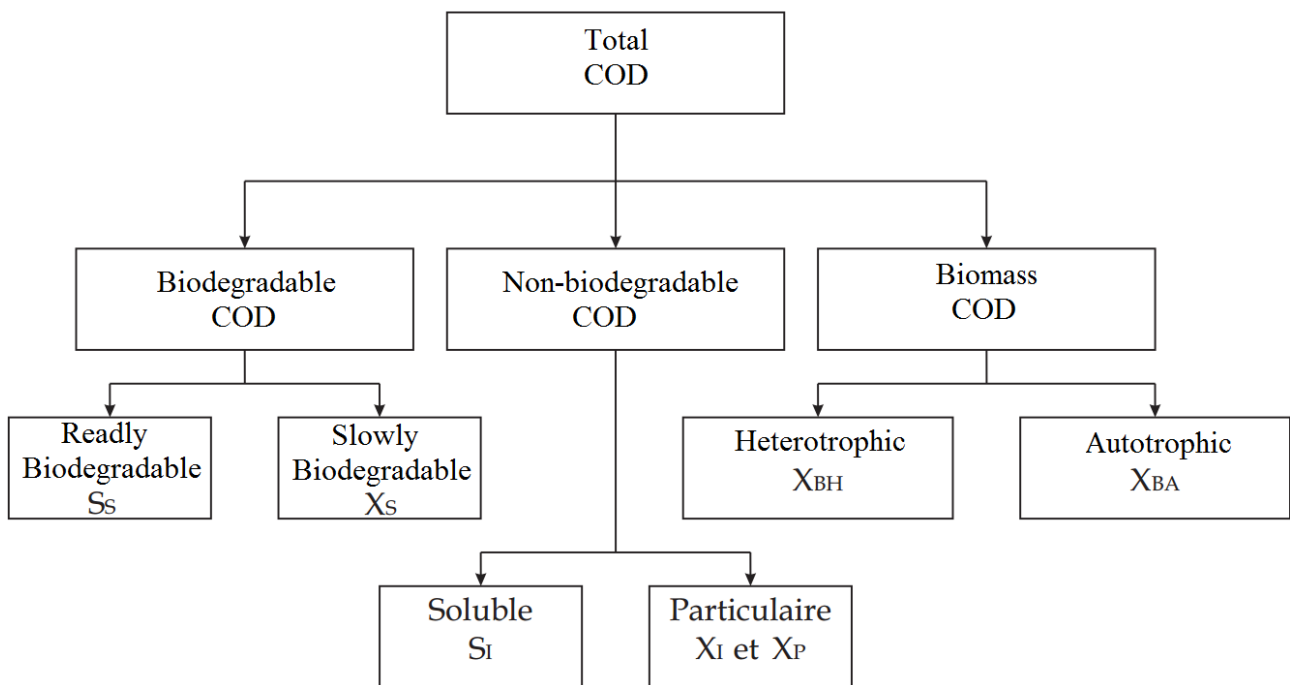 Total
COD
Biodegradable
COD
Non-biodegradable
COD
Biomass
COD
Readly
Biodegradable
SS
Slowly
Biodegradable
XS
Heterotrophic
XBH
Autotrophic
XBA
Soluble
SI
Particulaire
XI et XP